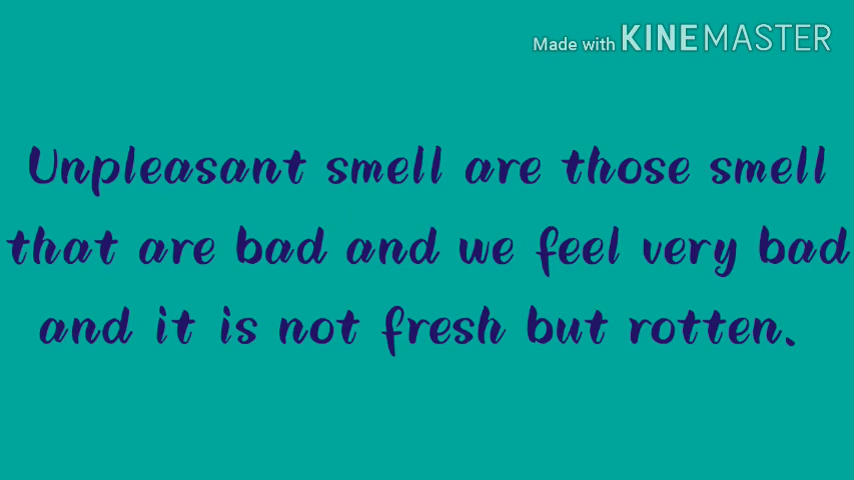 Made with KINEMASTER
Unpleasant smell are those smell
that are bad and we feel very bad
and it is not fresh but rotten.